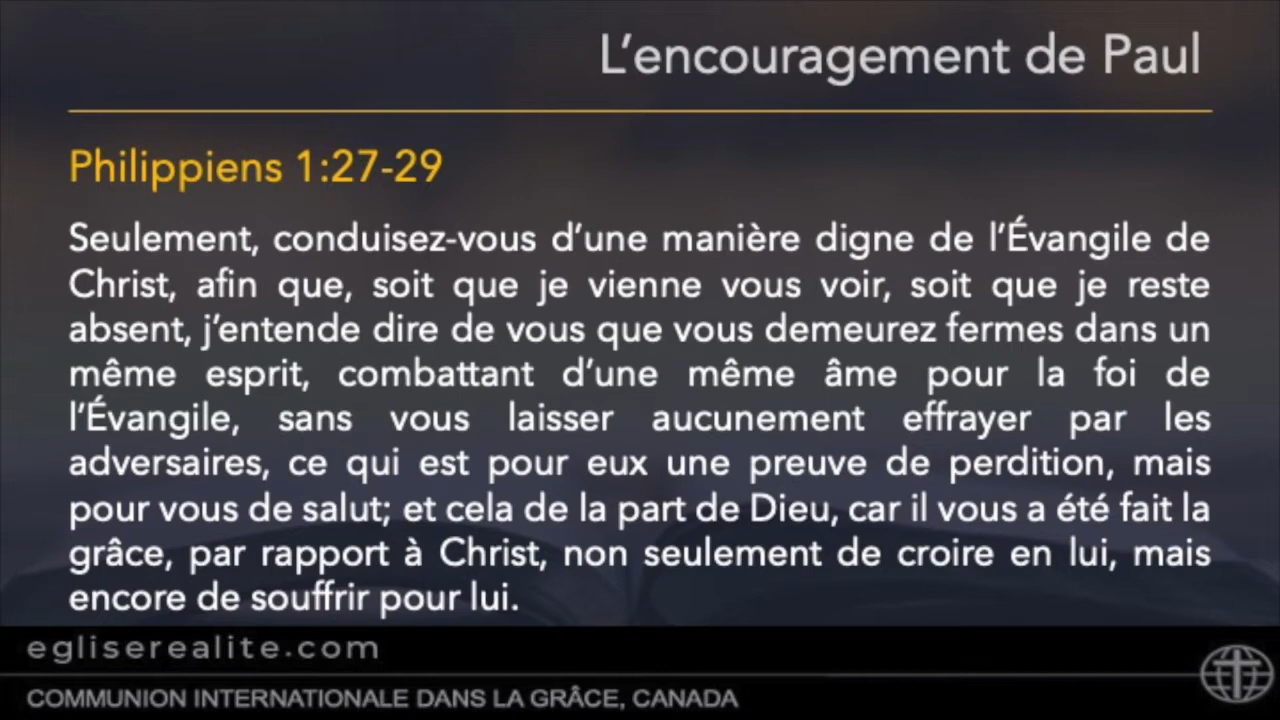 L’encouragement de Paul
Philippiens 1:27-29
Seulement, conduisez-vous d’une manière digne de l’Évangile de
Christ, afin que, soit que je vienne vous voir, soit que je reste
absent, j’entende dire de vous que vous demeurez fermes dans un
même esprit, combattant d’une même âme pour la foi de
l’Évangile, sans vous laisser aucunement effrayer par les
adversaires, ce qui est pour eux une preuve de perdition, mais
pour vous de salut; et cela de la part de Dieu, car il vous a été fait la
grâce, par rapport à Christ, non seulement de croire en lui, mais
encore de souffrir pour lui.
egliserealite.com
COMMUNION INTERNATIONALE DANS LA GRÂCE, CANADA